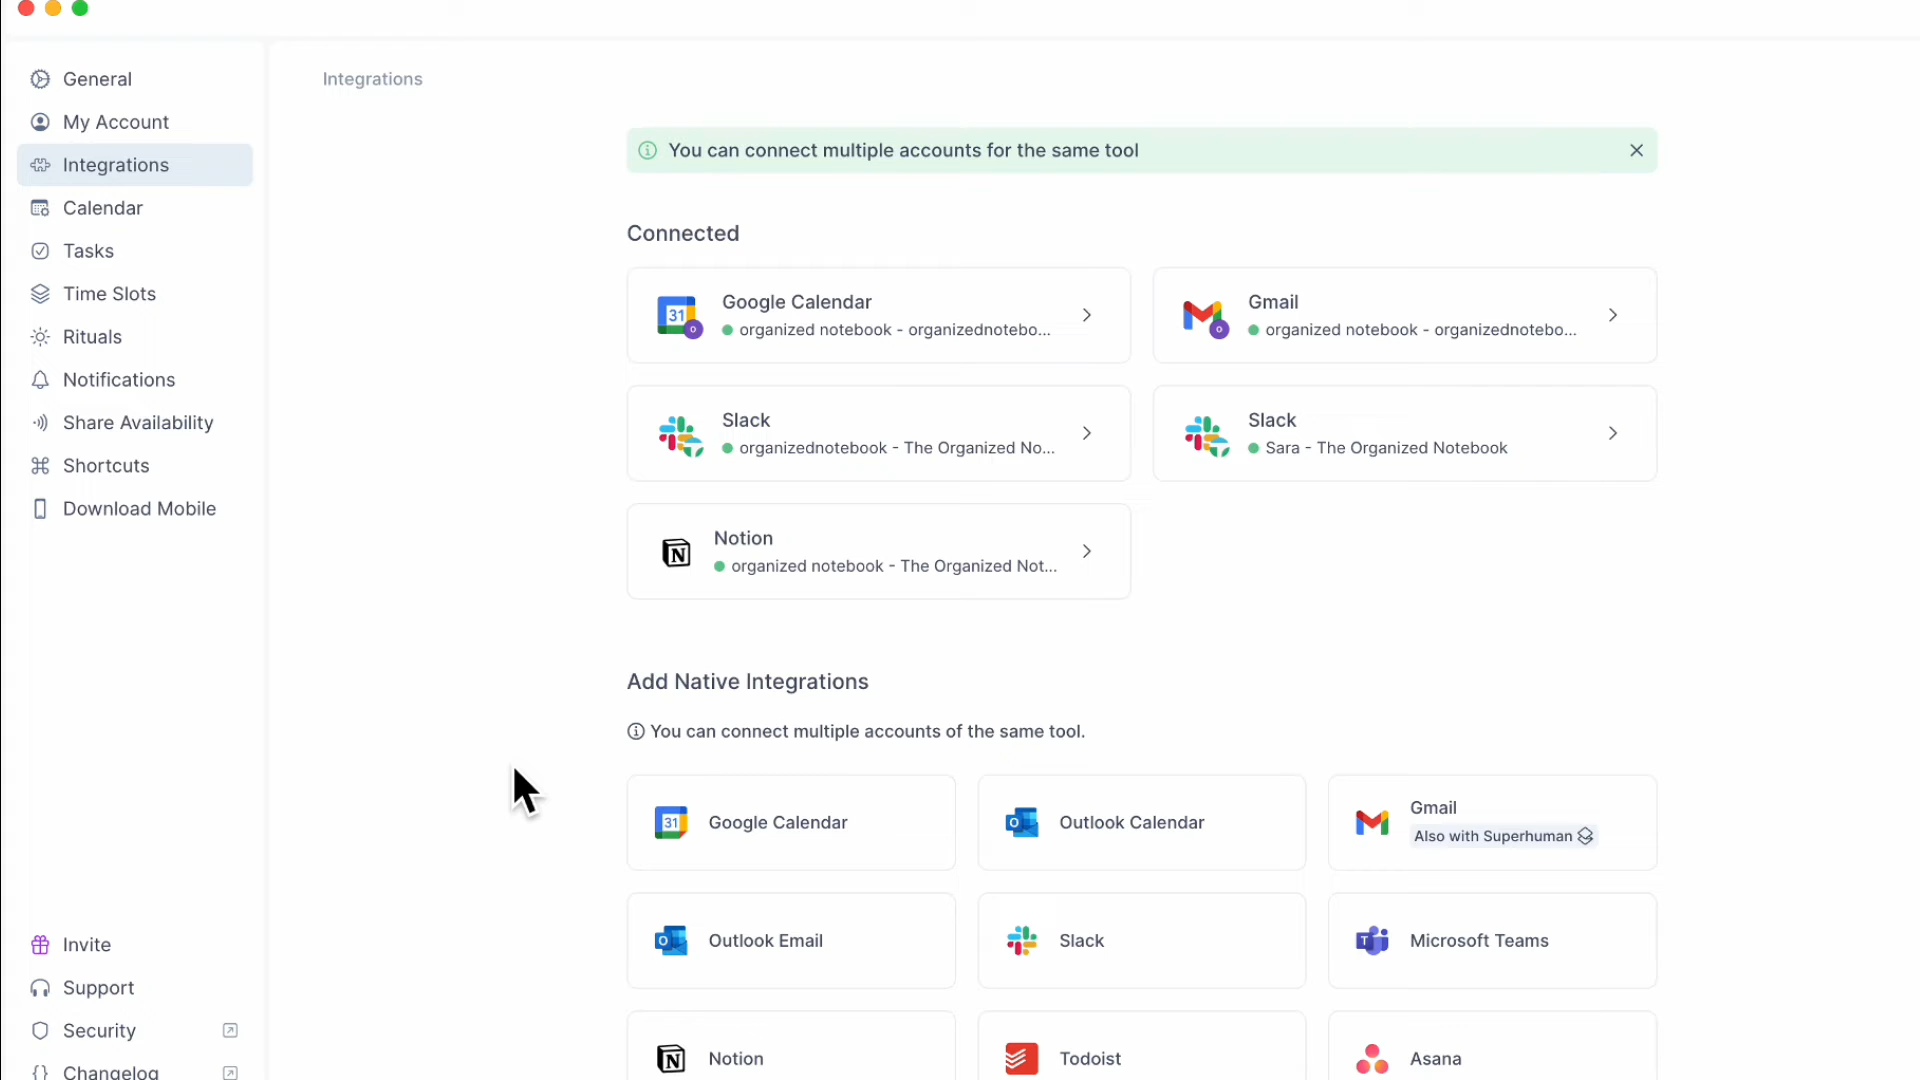 General
My Account
Integrations
Calendar
Tasks
Time Slots
Rituals
Notifications
Share Availability
Shortcuts
Download Mobile
Invite
Support
Security
Changelog
Integrations
You can connect multiple accounts for the same tool
Connected
Google Calendar
organized notebook - organizednotebo...
Gmail
organized notebook - organizednotebo...
Slack
organizednotebook - The Organized No...
Slack
Sara - The Organized Notebook
Notion
organized notebook - The Organized Not...
Add Native Integrations
You can connect multiple accounts of the same tool.
Google Calendar
Outlook Calendar
Gmail
Also with Superhuman
Outlook Email
Slack
Microsoft Teams
Notion
Todoist
Asana